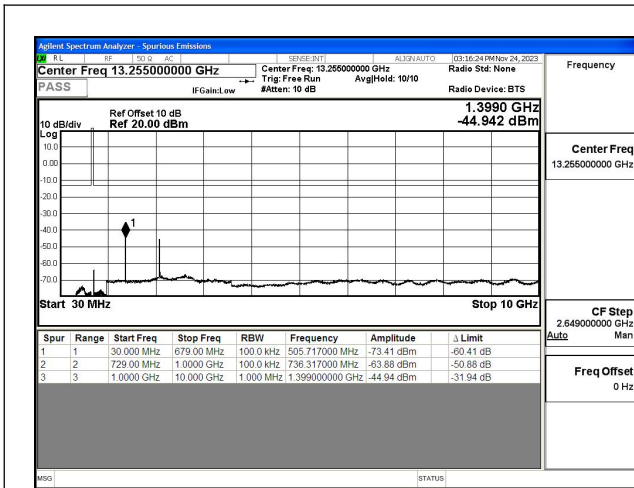 Agilent Spectrum Analyzer - Spurious Emissions
RL RF 50 Ω AC SENSE:INT ALIGN AUTO 03:16:24 PM Nov 24, 2023
Center Freq 13.255000000 GHz Center Freq: 13.255000000 GHz Radio Std: None
Trig: Free Run Avg|Hold: 10/10
PASS IFGain:Low #Atten: 10 dB Radio Device: BTS
Ref Offset 10 dB 1.3990 GHz
10 dB/div Ref 20.00 dBm -44.942 dBm
Log
10.0
0.00
-10.0
-20.0
-30.0
1
-40.0
-50.0
-60.0
-70.0
Start 30 MHz Stop 10 GHz
Spur Range Start Freq Stop Freq RBW Frequency Amplitude Δ Limit
1 1 30.000 MHz 679.00 MHz 100.0 kHz 505.717000 MHz -73.41 dBm -60.41 dB
2 2 729.00 MHz 1.0000 GHz 100.0 kHz 736.317000 MHz -63.88 dBm -50.88 dB
3 3 1.0000 GHz 10.000 GHz 1.000 MHz 1.399000000 GHz -44.94 dBm -31.94 dB
MSG STATUS
Frequency
Center Freq
13.255000000 GHz
CF Step
2.649000000 GHz
Auto Man
Freq Offset
0 Hz